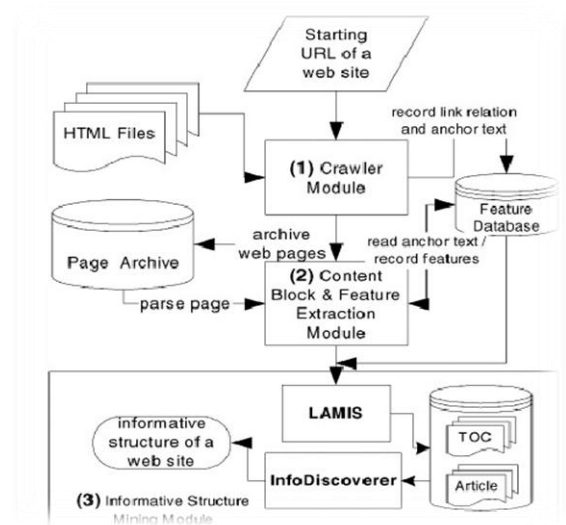 Starting
URL of a
web site
HTML Files
record link relation
and anchor text
(1) Crawler
Module
Feature
Database
archive
web pages
read anchor text /
record features
Page Archive
(2) Content
Block & Feature
Extraction
Module
parse page
LAMIS
TOC
informative
structure of a
web site
InfoDiscoverer
Article
(3) Informative Structure
Mining Module